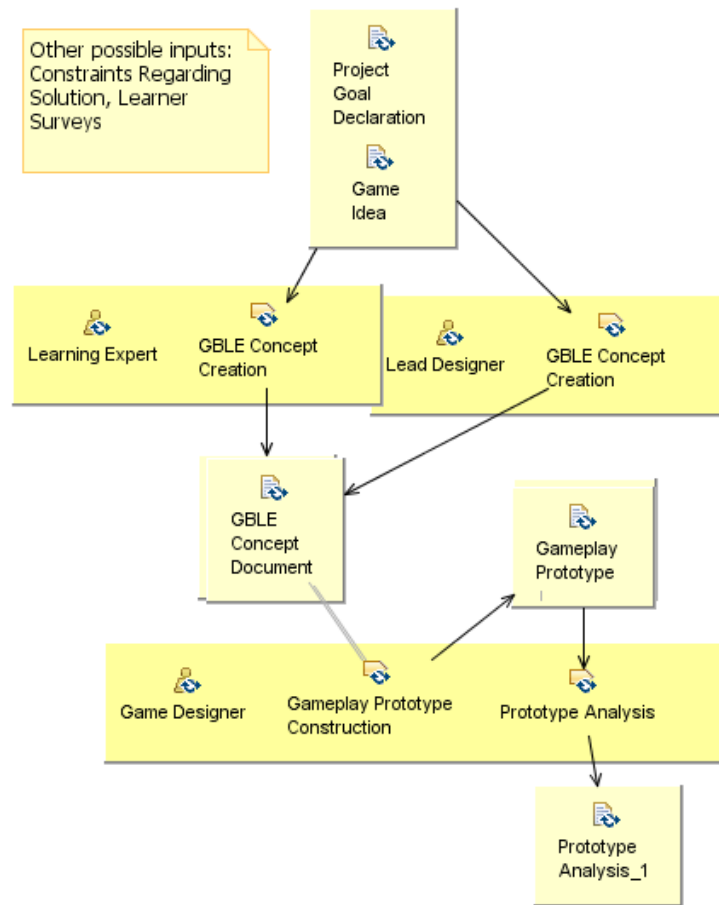 Other possible inputs:
Constraints Regarding
Solution, Learner
Surveys
Project
Goal
Declaration
Game
Idea
Learning Expert
GBLE Concept
Creation
Lead Designer
GBLE Concept
Creation
GBLE
Concept
Document
Gameplay
Prototype
Game Designer
Gameplay Prototype
Construction
Prototype Analysis
Prototype
Analysis_1